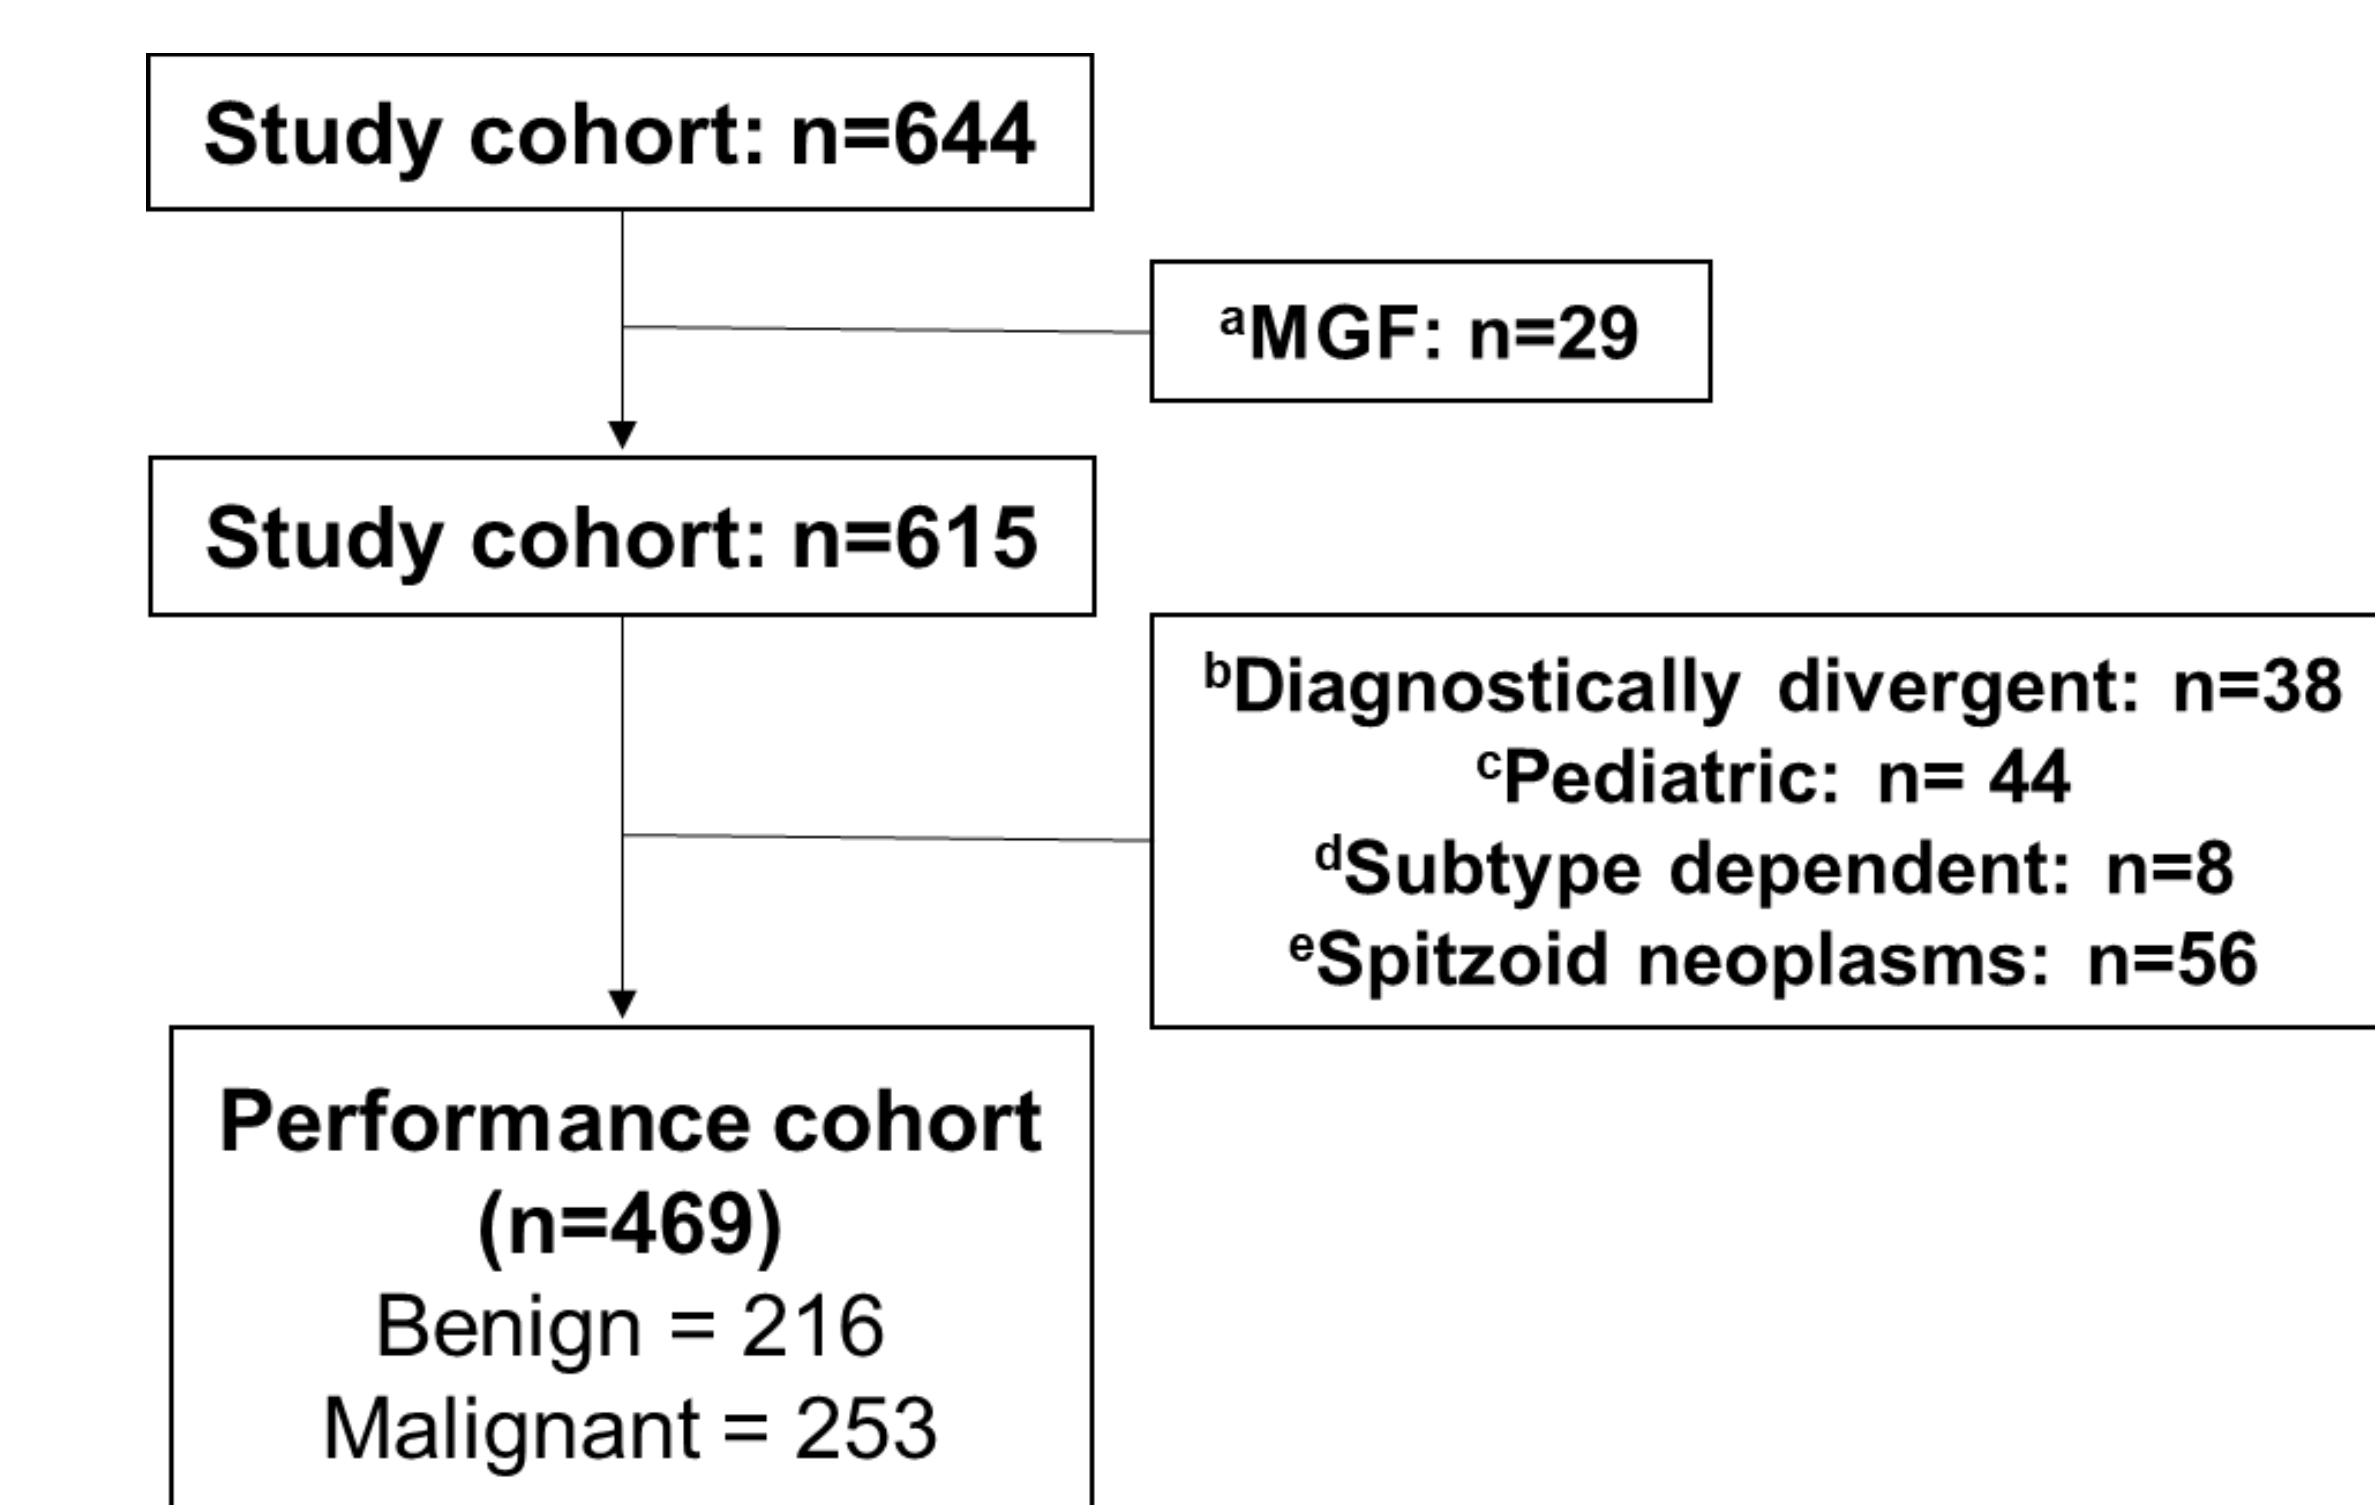 Study cohort: n=644
aMGF: n=29
Study cohort: n=615
bDiagnostically divergent: n=38
cPediatric: n= 44
dSubtype dependent: n=8
eSpitzoid neoplasms: n=56
Performance cohort
(n=469)
Benign = 216
Malignant = 253